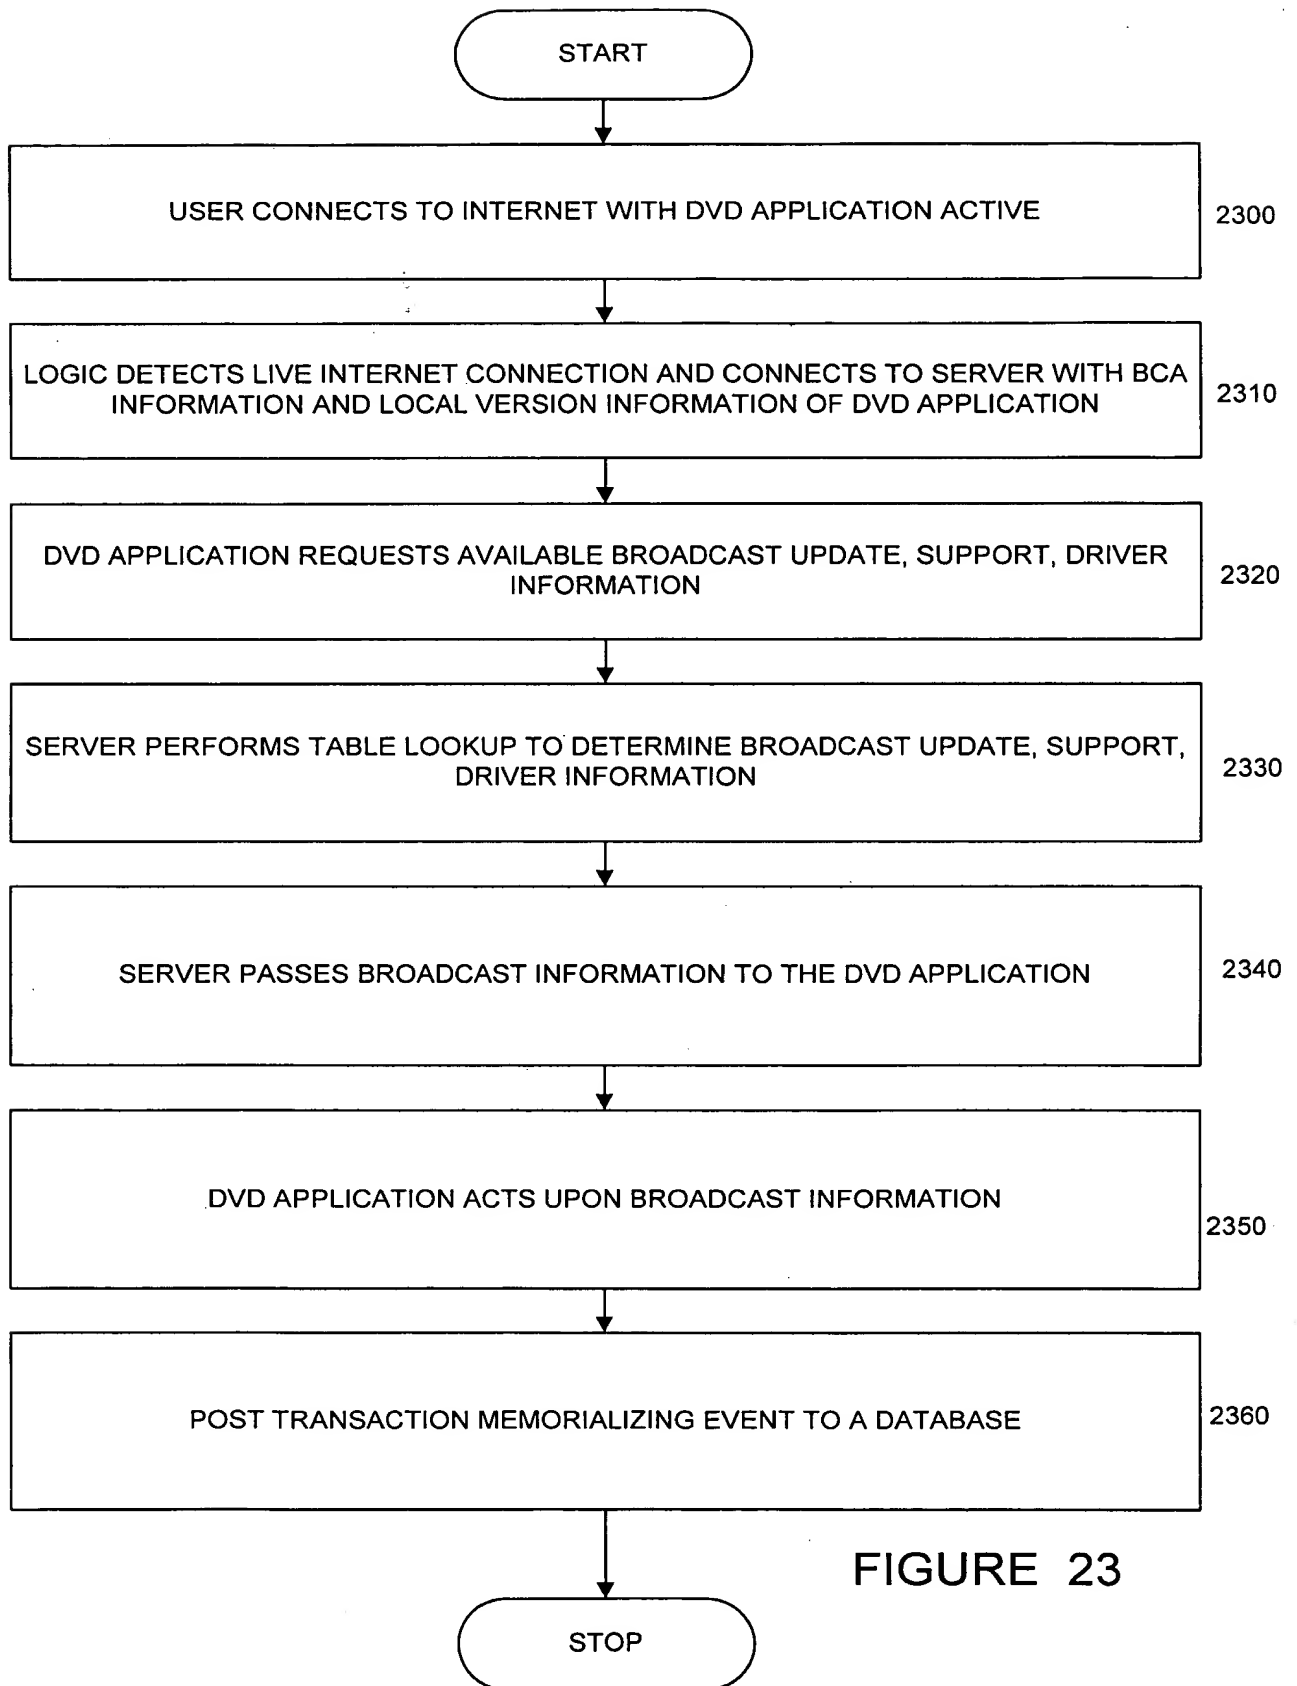 START
USER CONNECTS TO INTERNET WITH DVD APPLICATION ACTIVE
2300
LOGIC DETECTS LIVE INTERNET CONNECTION AND CONNECTS TO SERVER WITH BCA
INFORMATION AND LOCAL VERSION INFORMATION OF DVD APPLICATION
2310
DVD APPLICATION REQUESTS AVAILABLE BROADCAST UPDATE, SUPPORT, DRIVER
INFORMATION
2320
SERVER PERFORMS TABLE LOOKUP TO DETERMINE BROADCAST UPDATE, SUPPORT,
DRIVER INFORMATION
2330
SERVER PASSES BROADCAST INFORMATION TO THE DVD APPLICATION
2340
DVD APPLICATION ACTS UPON BROADCAST INFORMATION
2350
POST TRANSACTION MEMORIALIZING EVENT TO A DATABASE
2360
FIGURE 23
STOP